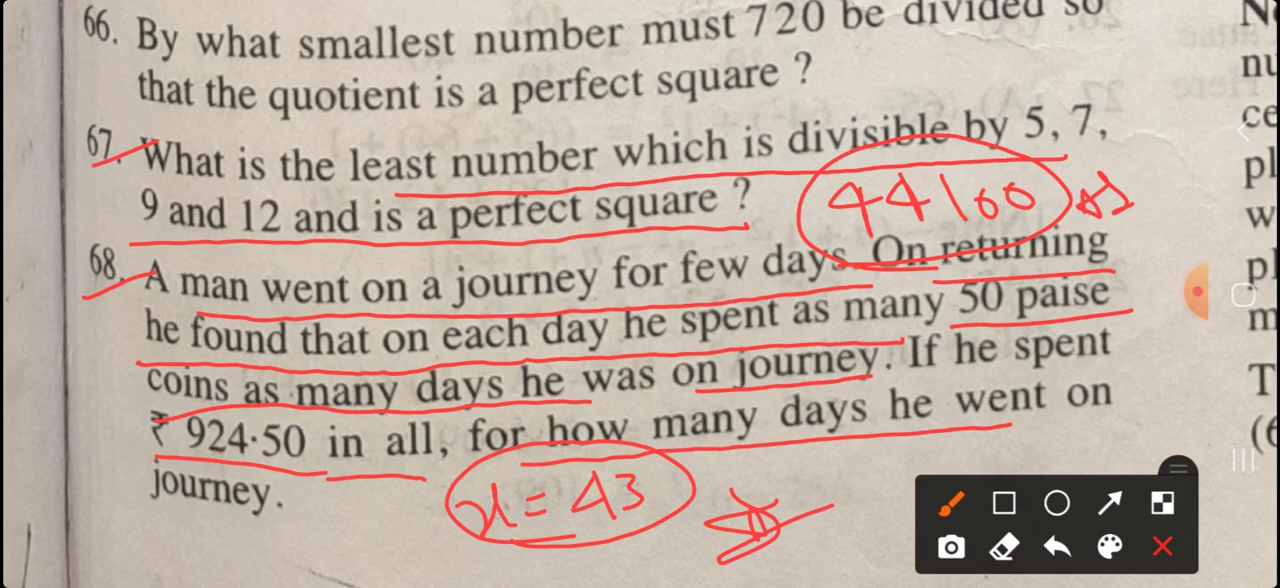 66. By what smallest number must 720 be divided so
that the quotient is a perfect square ?
67. What is the least number which is divisible by 5, 7,
9 and 12 and is a perfect square ?
44100
68. A man went on a journey for few days. On returning
he found that on each day he spent as many 50 paise
coins as many days he was on journey. If he spent
₹ 924·50 in all, for how many days he went on
journey.
x = 43
nu
ce
pl
w
pl
m
T